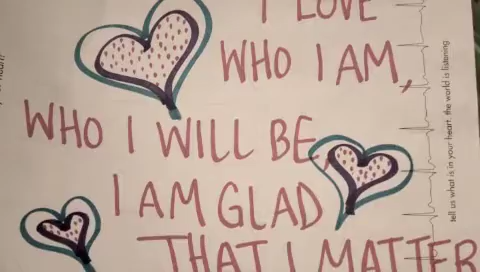 I LOVE
WHO I AM,
WHO I WILL BE,
I AM GLAD
THAT I MATTER
tell us what is in your heart. the world is listening